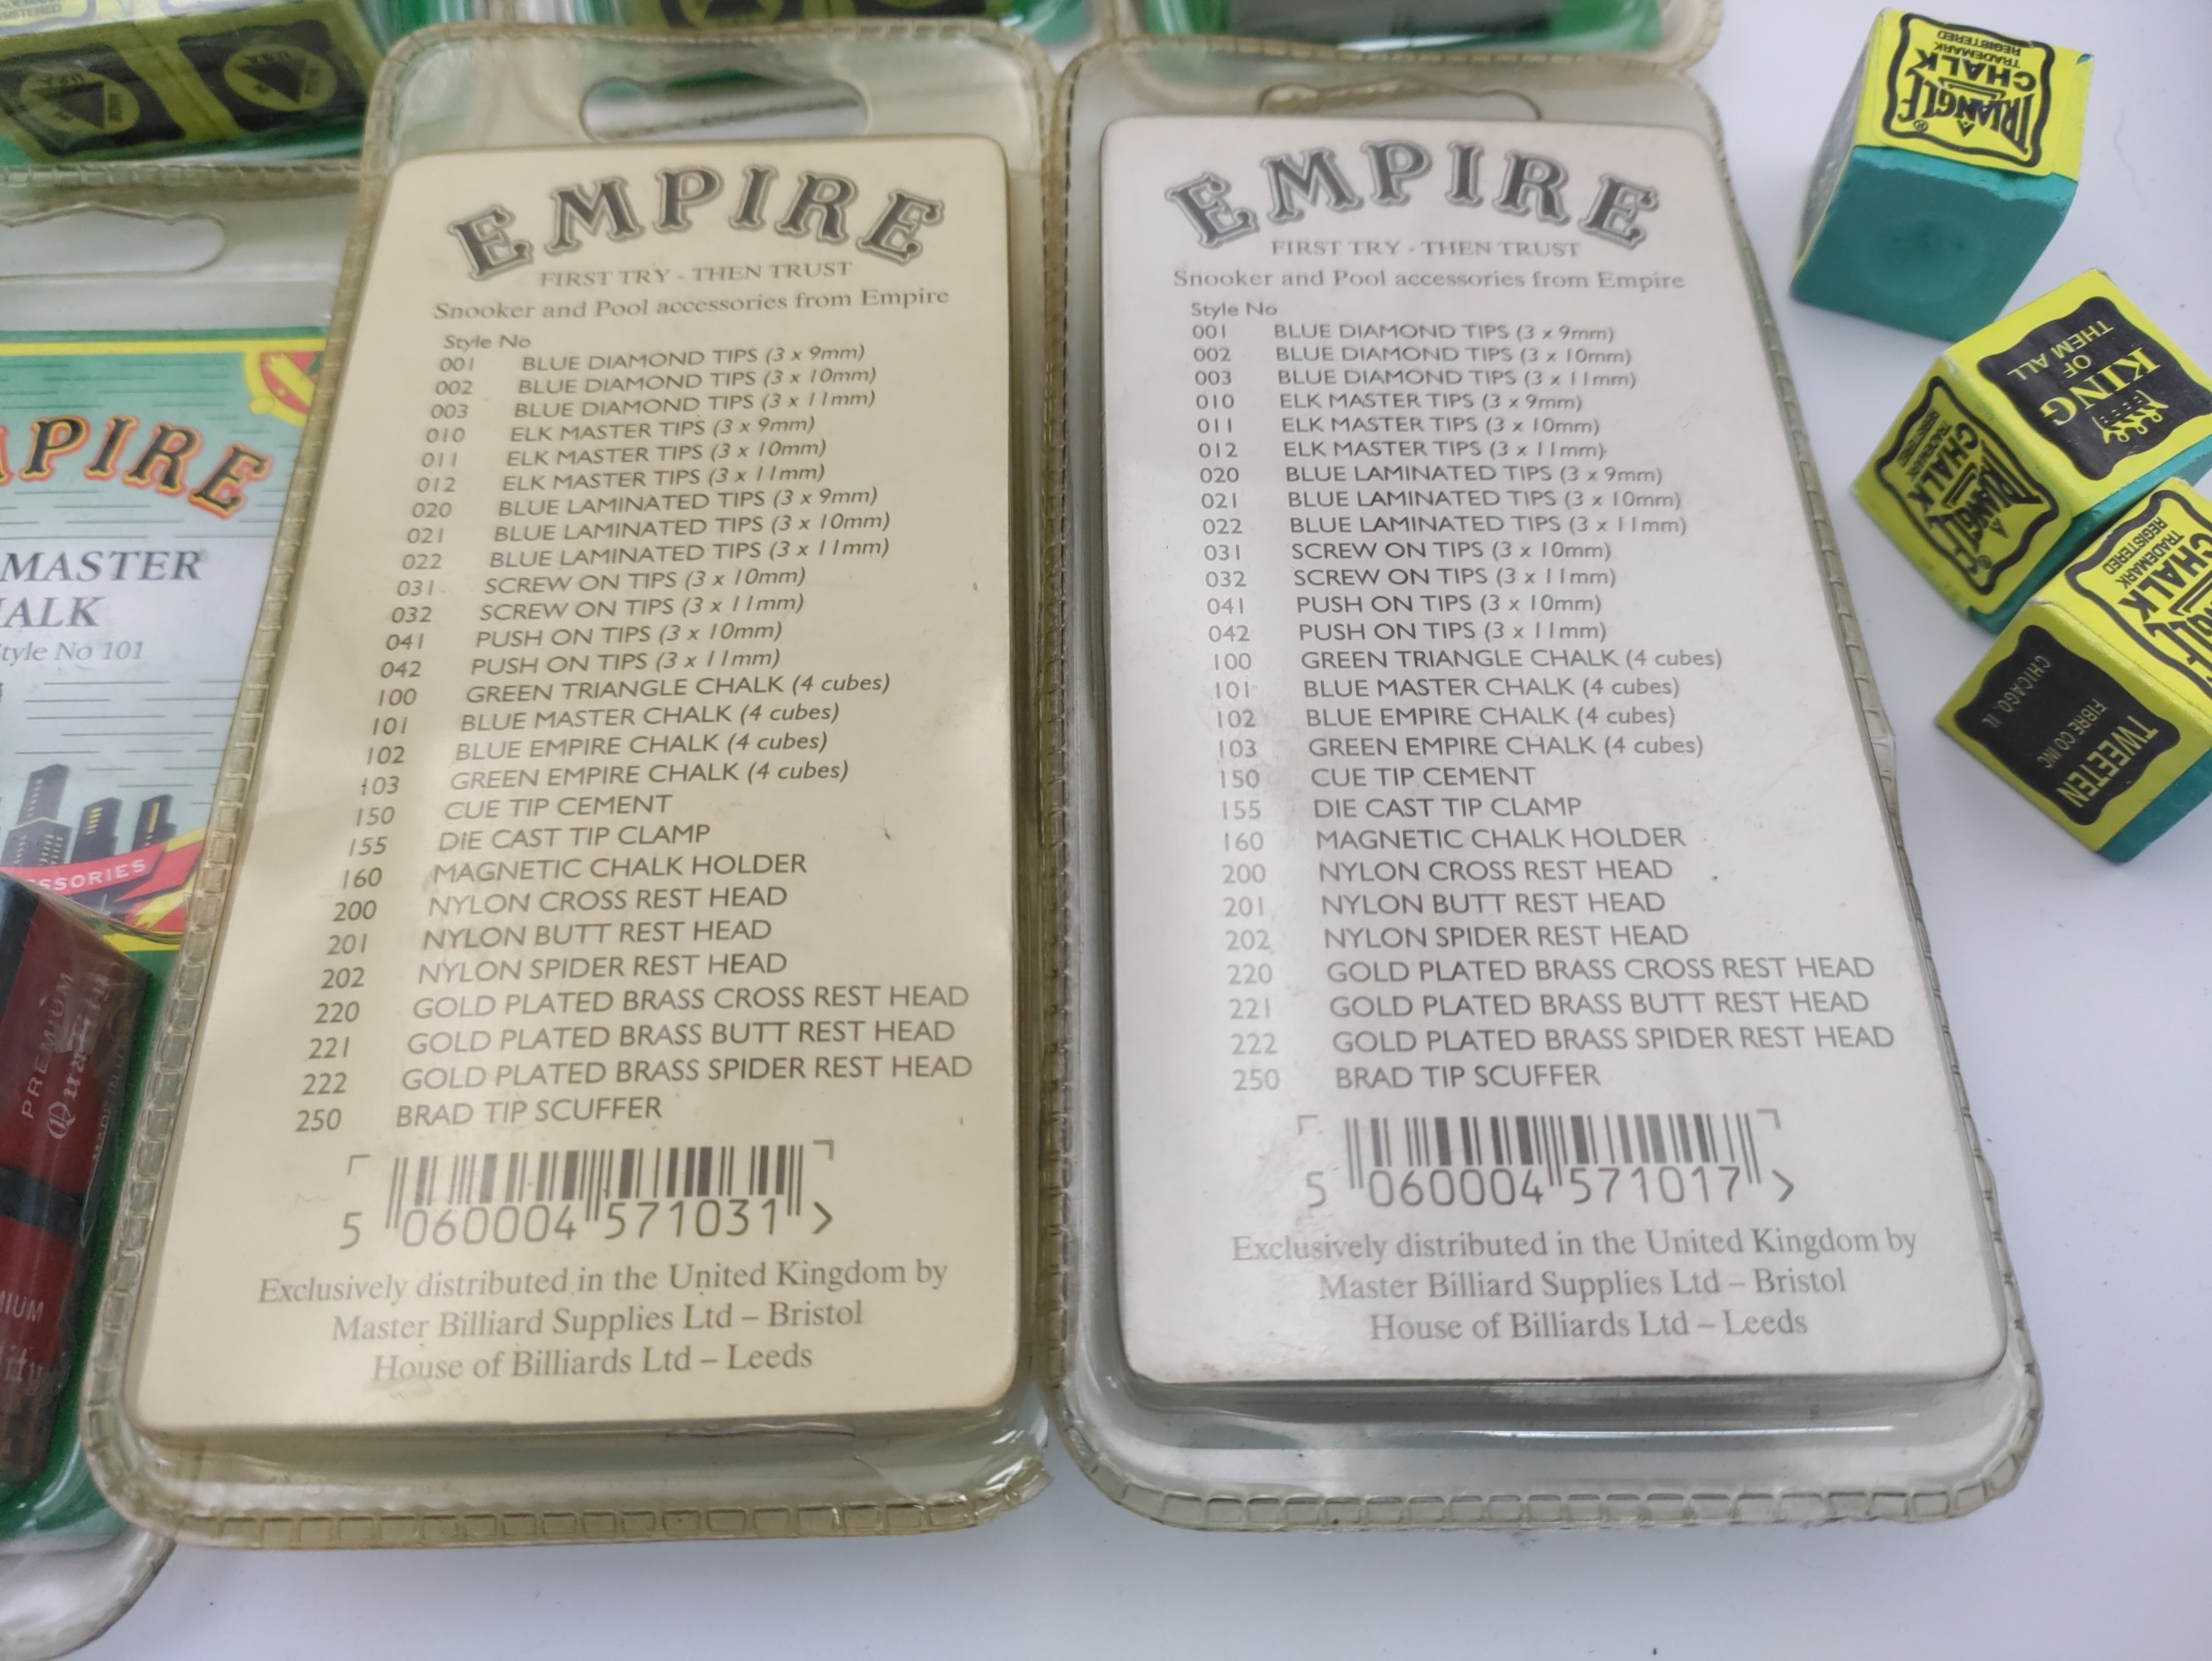 EMPIRE
FIRST TRY - THEN TRUST
Snooker and Pool accessories from Empire
Style No
001 BLUE DIAMOND TIPS (3 x 9mm)
002 BLUE DIAMOND TIPS (3 x 10mm)
003 BLUE DIAMOND TIPS (3 x 11mm)
010 ELK MASTER TIPS (3 x 9mm)
011 ELK MASTER TIPS (3 x 10mm)
012 ELK MASTER TIPS (3 x 11mm)
020 BLUE LAMINATED TIPS (3 x 9mm)
021 BLUE LAMINATED TIPS (3 x 10mm)
022 BLUE LAMINATED TIPS (3 x 11mm)
031 SCREW ON TIPS (3 x 10mm)
032 SCREW ON TIPS (3 x 11mm)
041 PUSH ON TIPS (3 x 10mm)
042 PUSH ON TIPS (3 x 11mm)
100 GREEN TRIANGLE CHALK (4 cubes)
101 BLUE MASTER CHALK (4 cubes)
102 BLUE EMPIRE CHALK (4 cubes)
103 GREEN EMPIRE CHALK (4 cubes)
150 CUE TIP CEMENT
155 DIE CAST TIP CLAMP
160 MAGNETIC CHALK HOLDER
200 NYLON CROSS REST HEAD
201 NYLON BUTT REST HEAD
202 NYLON SPIDER REST HEAD
220 GOLD PLATED BRASS CROSS REST HEAD
221 GOLD PLATED BRASS BUTT REST HEAD
222 GOLD PLATED BRASS SPIDER REST HEAD
250 BRAD TIP SCUFFER
5 060004 571031 >
Exclusively distributed in the United Kingdom by
Master Billiard Supplies Ltd – Bristol
House of Billiards Ltd – Leeds
EMPIRE
FIRST TRY - THEN TRUST
Snooker and Pool accessories from Empire
Style No
001 BLUE DIAMOND TIPS (3 x 9mm)
002 BLUE DIAMOND TIPS (3 x 10mm)
003 BLUE DIAMOND TIPS (3 x 11mm)
010 ELK MASTER TIPS (3 x 9mm)
011 ELK MASTER TIPS (3 x 10mm)
012 ELK MASTER TIPS (3 x 11mm)
020 BLUE LAMINATED TIPS (3 x 9mm)
021 BLUE LAMINATED TIPS (3 x 10mm)
022 BLUE LAMINATED TIPS (3 x 11mm)
031 SCREW ON TIPS (3 x 10mm)
032 SCREW ON TIPS (3 x 11mm)
041 PUSH ON TIPS (3 x 10mm)
042 PUSH ON TIPS (3 x 11mm)
100 GREEN TRIANGLE CHALK (4 cubes)
101 BLUE MASTER CHALK (4 cubes)
102 BLUE EMPIRE CHALK (4 cubes)
103 GREEN EMPIRE CHALK (4 cubes)
150 CUE TIP CEMENT
155 DIE CAST TIP CLAMP
160 MAGNETIC CHALK HOLDER
200 NYLON CROSS REST HEAD
201 NYLON BUTT REST HEAD
202 NYLON SPIDER REST HEAD
220 GOLD PLATED BRASS CROSS REST HEAD
221 GOLD PLATED BRASS BUTT REST HEAD
222 GOLD PLATED BRASS SPIDER REST HEAD
250 BRAD TIP SCUFFER
5 060004 571017 >
Exclusively distributed in the United Kingdom by
Master Billiard Supplies Ltd – Bristol
House of Billiards Ltd – Leeds
PIRE
MASTER
ALK
tyle No 101
SSORIES
PREMIUM
Quality
IUM
lity
TRIANGLE®
CHALK
TRADEMARK
REGISTERED
KING
OF
THEM ALL
TRIANGLE®
CHALK
TRADEMARK
REGISTERED
CHALK
TRADEMARK
REGISTERED
TWEETEN
FIBRE CO INC
CHICAGO, IL